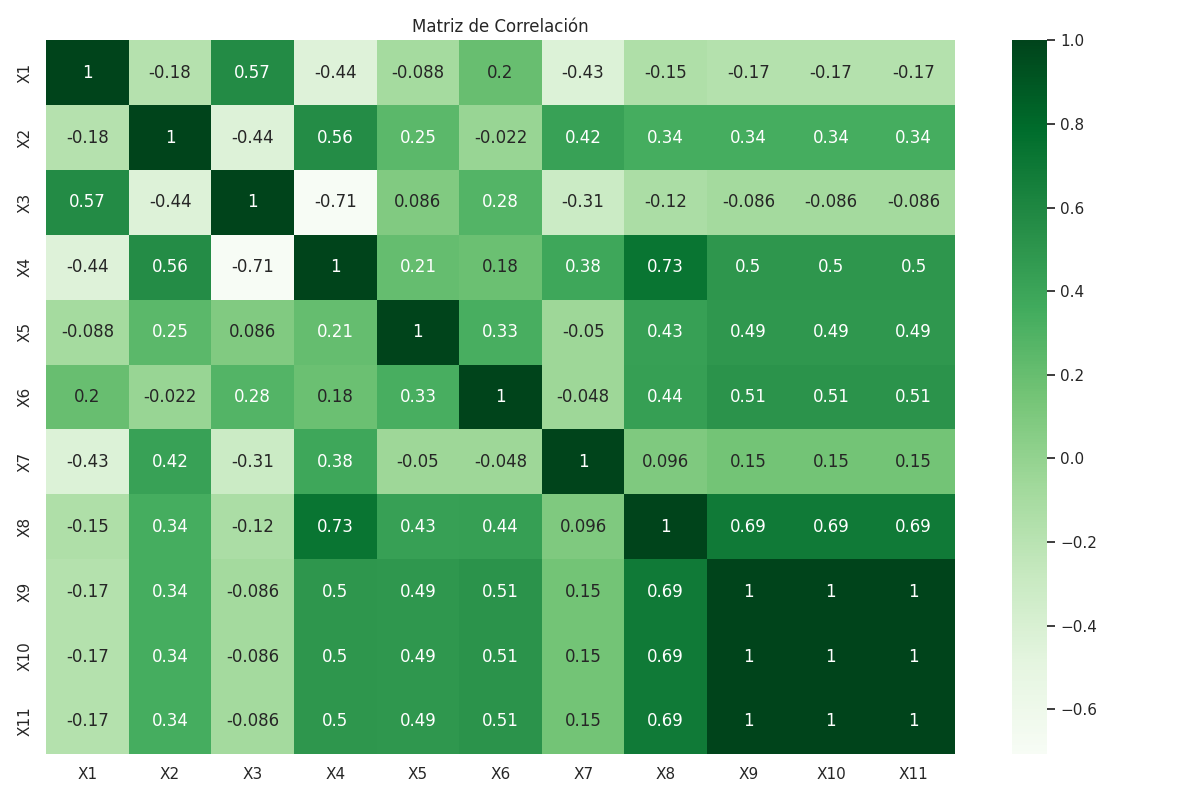 Matriz de Correlación
X1 1 -0.18 0.57 -0.44 -0.088 0.2 -0.43 -0.15 -0.17 -0.17 -0.17
X2 -0.18 1 -0.44 0.56 0.25 -0.022 0.42 0.34 0.34 0.34 0.34
X3 0.57 -0.44 1 -0.71 0.086 0.28 -0.31 -0.12 -0.086 -0.086 -0.086
X4 -0.44 0.56 -0.71 1 0.21 0.18 0.38 0.73 0.5 0.5 0.5
X5 -0.088 0.25 0.086 0.21 1 0.33 -0.05 0.43 0.49 0.49 0.49
X6 0.2 -0.022 0.28 0.18 0.33 1 -0.048 0.44 0.51 0.51 0.51
X7 -0.43 0.42 -0.31 0.38 -0.05 -0.048 1 0.096 0.15 0.15 0.15
X8 -0.15 0.34 -0.12 0.73 0.43 0.44 0.096 1 0.69 0.69 0.69
X9 -0.17 0.34 -0.086 0.5 0.49 0.51 0.15 0.69 1 1 1
X10 -0.17 0.34 -0.086 0.5 0.49 0.51 0.15 0.69 1 1 1
X11 -0.17 0.34 -0.086 0.5 0.49 0.51 0.15 0.69 1 1 1
X1 X2 X3 X4 X5 X6 X7 X8 X9 X10 X11
1.0
0.8
0.6
0.4
0.2
0.0
−0.2
−0.4
−0.6